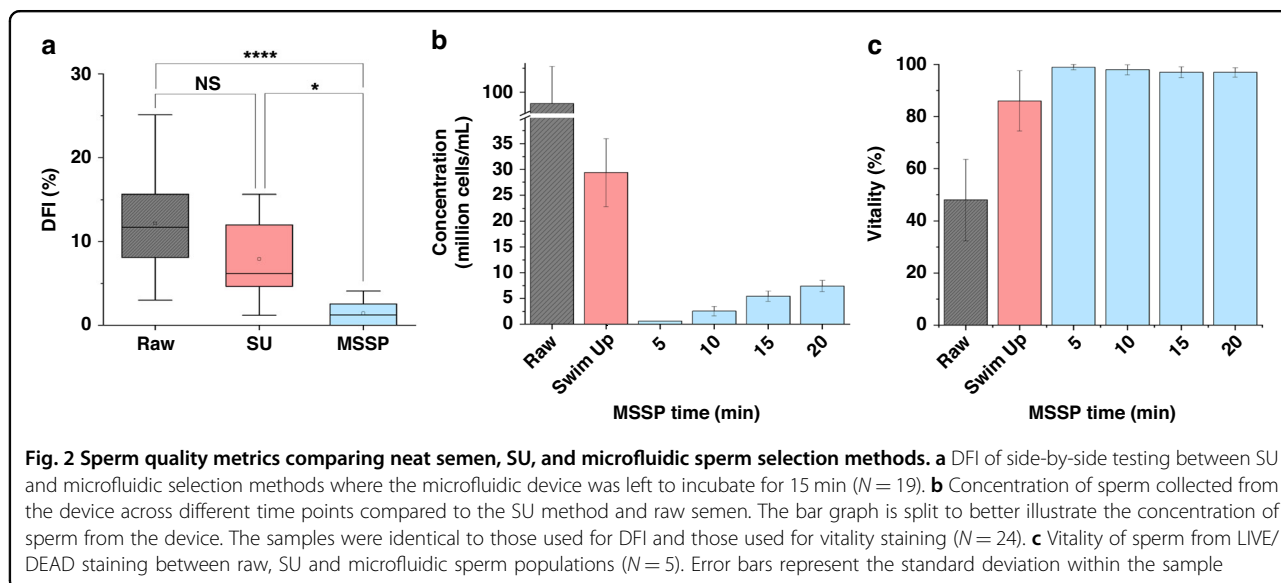 a
****
NS
*
30
20
10
0
DFI (%)
Raw
SU
MSSP
b
100
35
30
25
20
15
10
5
0
Concentration
(million cells/mL)
Raw
Swim Up
5
10
15
20
MSSP time (min)
c
100
80
60
40
20
0
Vitality (%)
Raw
Swim Up
5
10
15
20
MSSP time (min)
Fig. 2 Sperm quality metrics comparing neat semen, SU, and microfluidic sperm selection methods. a DFI of side-by-side testing between SU
and microfluidic selection methods where the microfluidic device was left to incubate for 15 min (N = 19). b Concentration of sperm collected from
the device across different time points compared to the SU method and raw semen. The bar graph is split to better illustrate the concentration of
sperm from the device. The samples were identical to those used for DFI and those used for vitality staining (N = 24). c Vitality of sperm from LIVE/
DEAD staining between raw, SU and microfluidic sperm populations (N = 5). Error bars represent the standard deviation within the sample